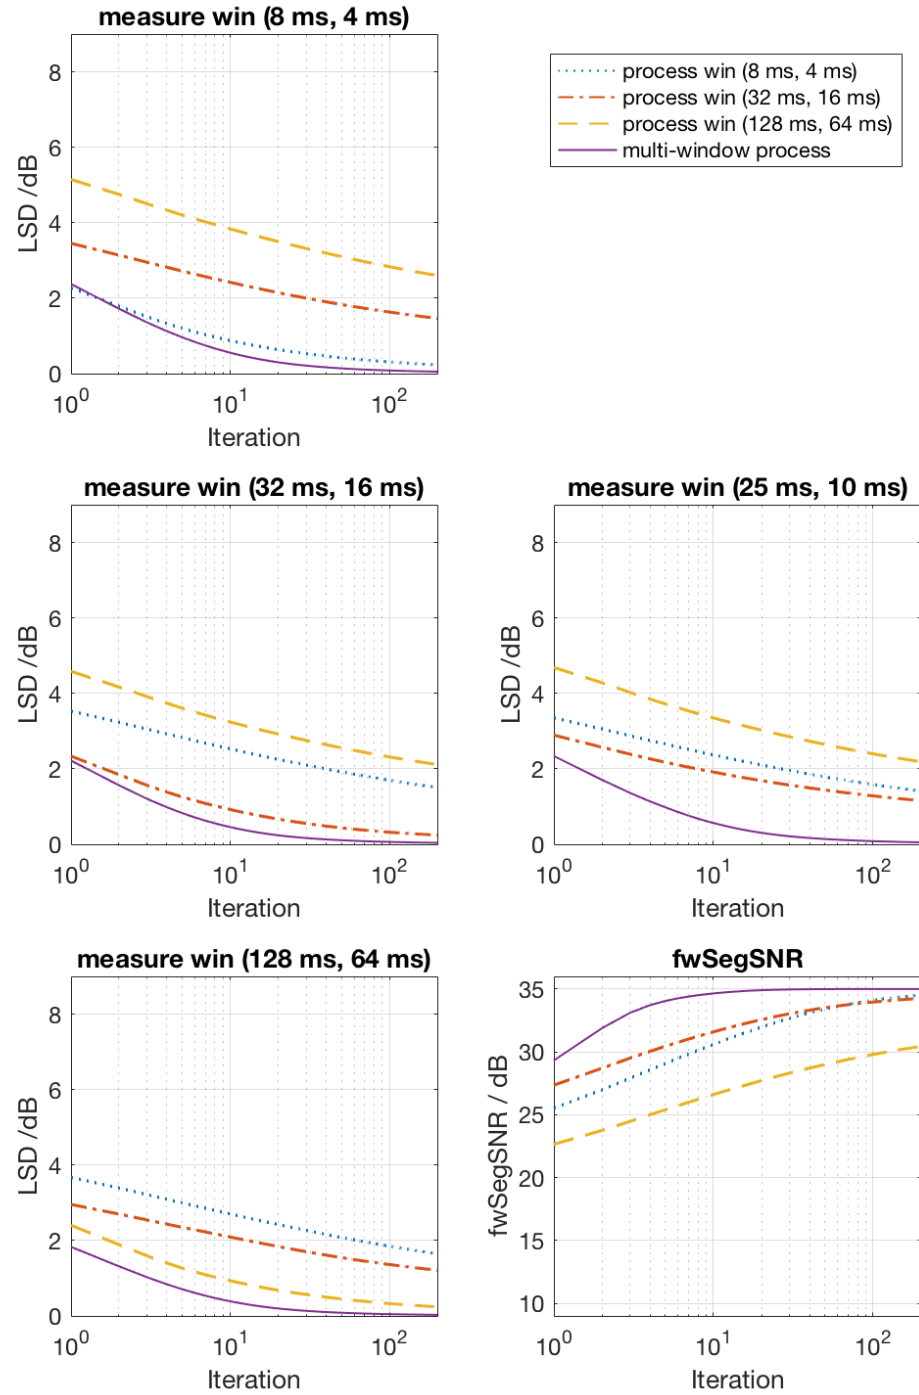 measure win (8 ms, 4 ms)
8
6
4
2
0
LSD /dB
10^0
10^1
10^2
Iteration
process win (8 ms, 4 ms)
process win (32 ms, 16 ms)
process win (128 ms, 64 ms)
multi-window process
measure win (32 ms, 16 ms)
8
6
4
2
0
LSD /dB
10^0
10^1
10^2
Iteration
measure win (25 ms, 10 ms)
8
6
4
2
0
LSD /dB
10^0
10^1
10^2
Iteration
measure win (128 ms, 64 ms)
8
6
4
2
0
LSD /dB
10^0
10^1
10^2
Iteration
fwSegSNR
35
30
25
20
15
10
fwSegSNR / dB
10^0
10^1
10^2
Iteration